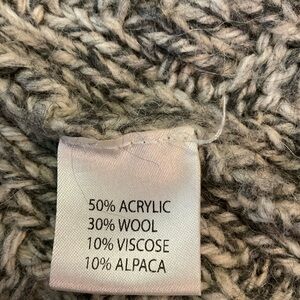 50% ACRYLIC
30% WOOL
10% VISCOSE
10% ALPACA